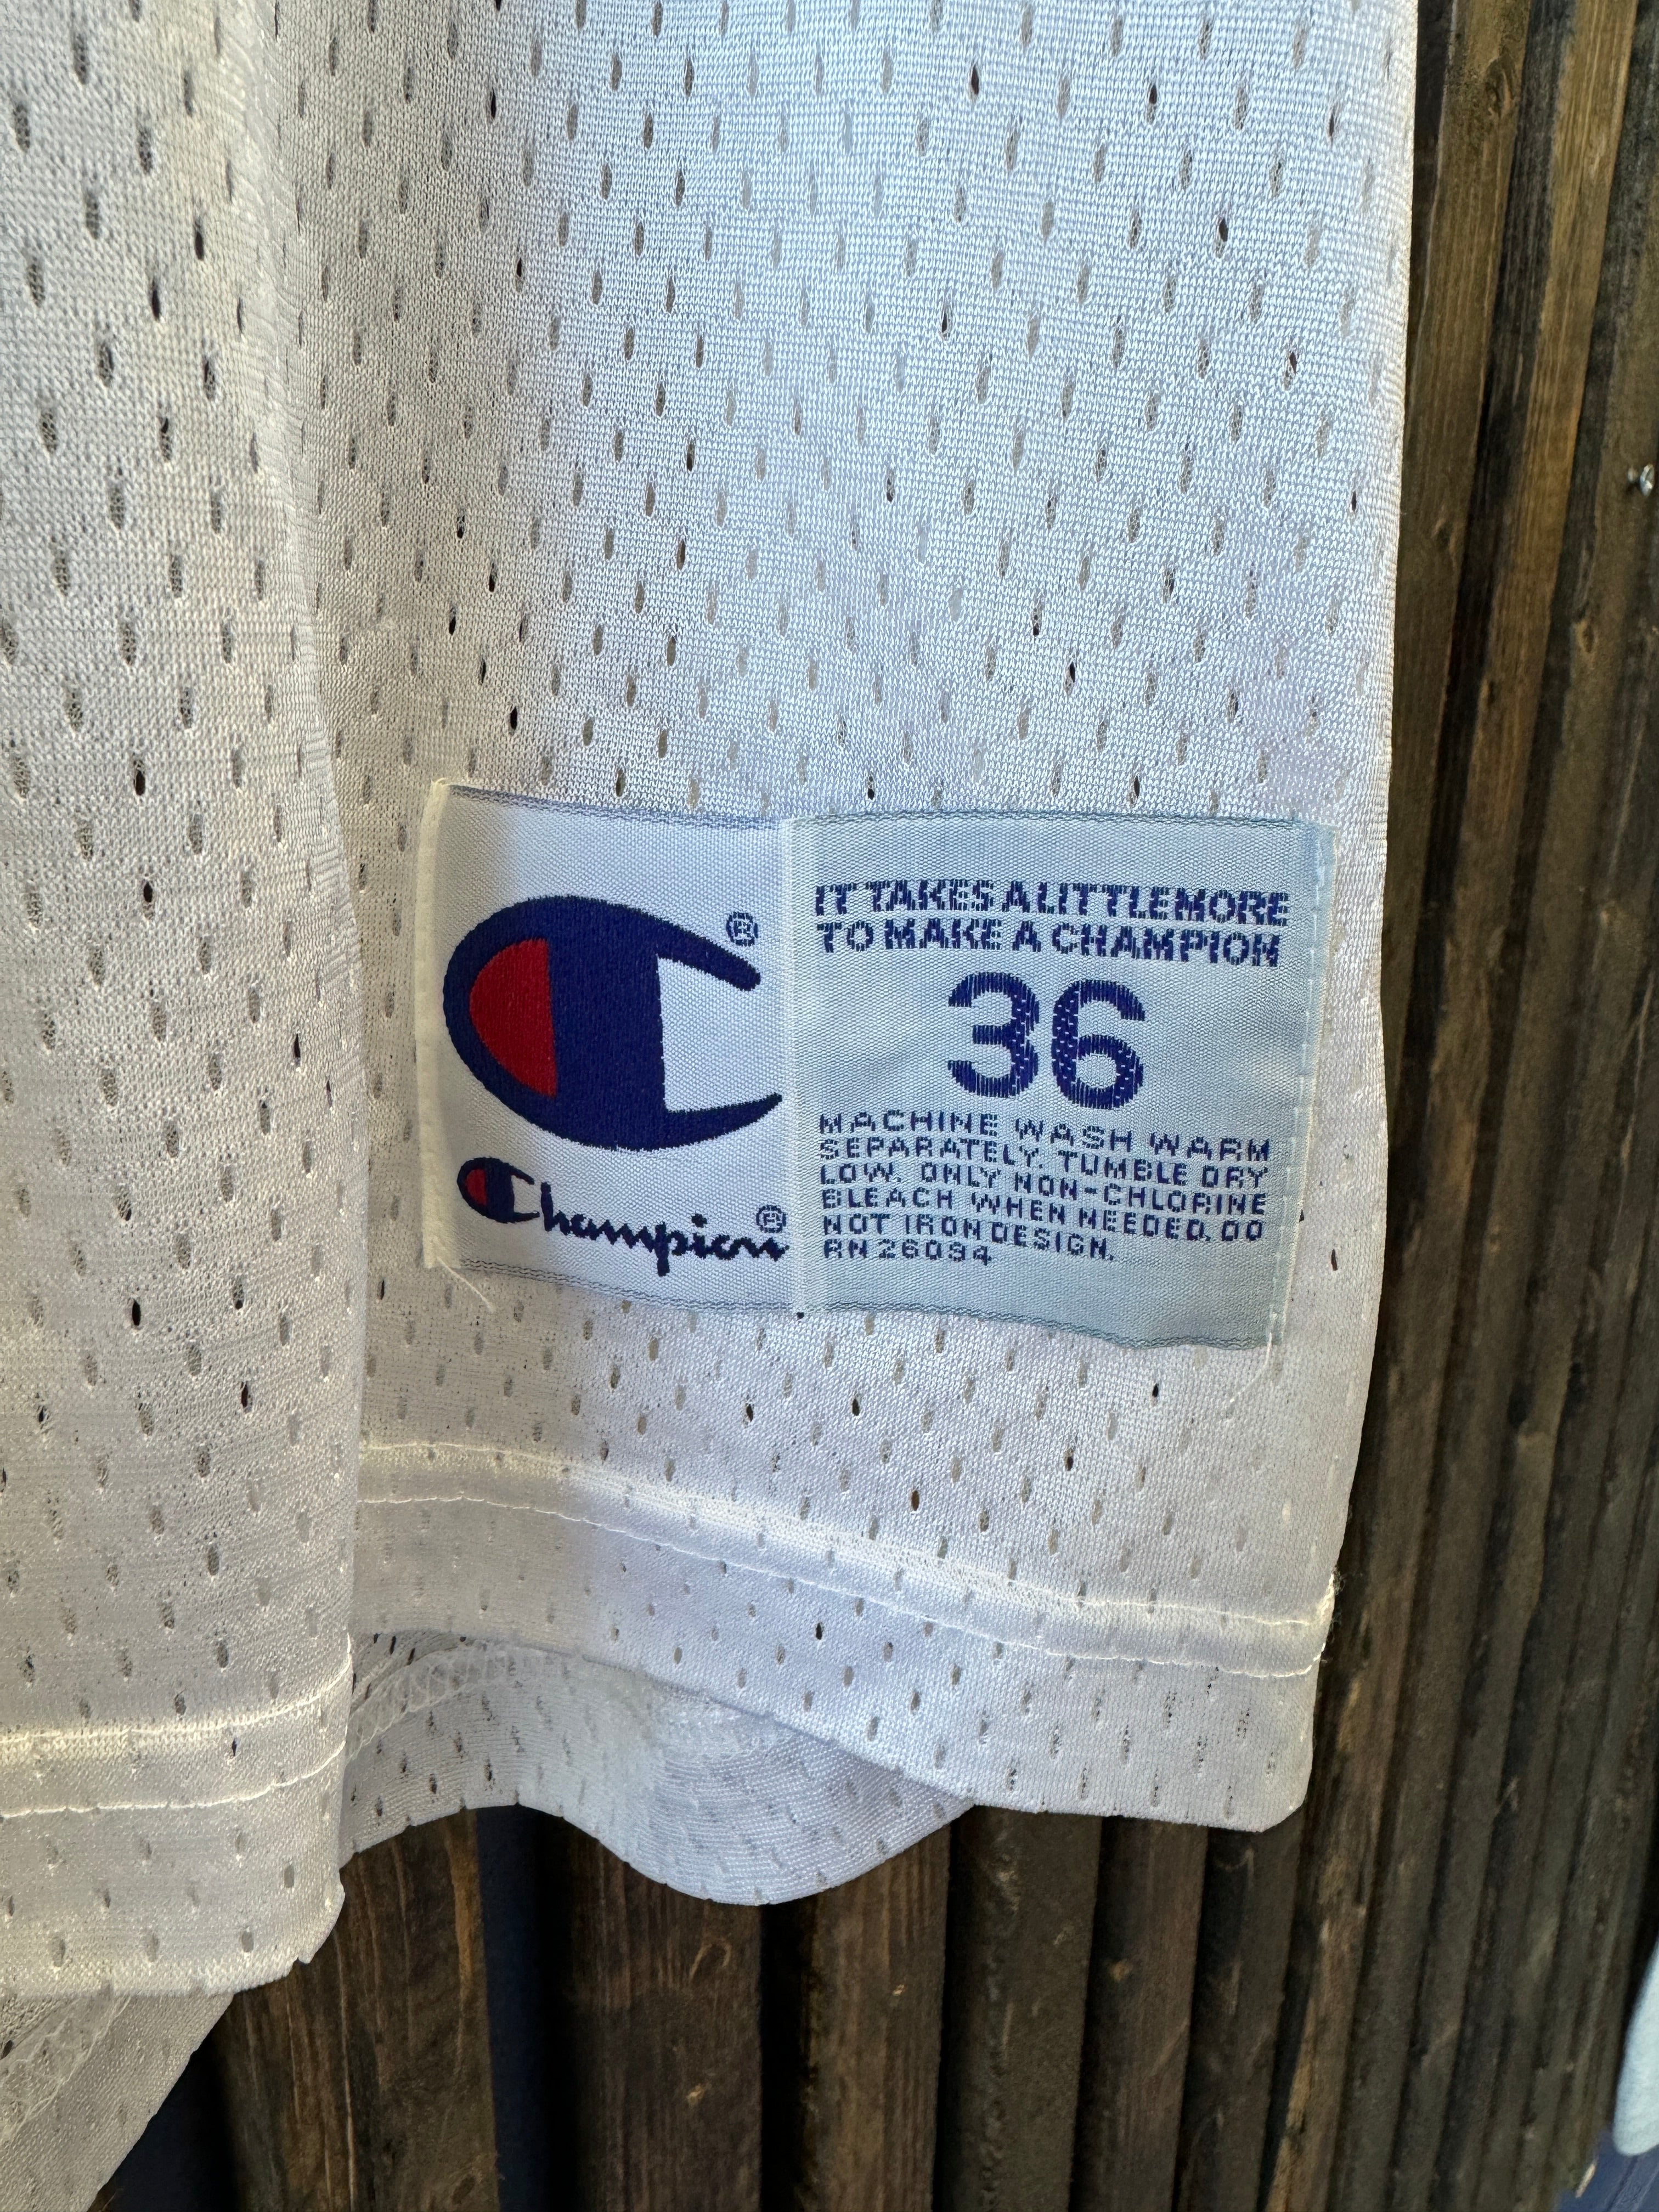 ®
Champion®
IT TAKES A LITTLE MORE
TO MAKE A CHAMPION
36
MACHINE WASH WARM
SEPARATELY. TUMBLE DRY
LOW. ONLY NON-CHLORINE
BLEACH WHEN NEEDED. DO
NOT IRON DESIGN.
RN 26094